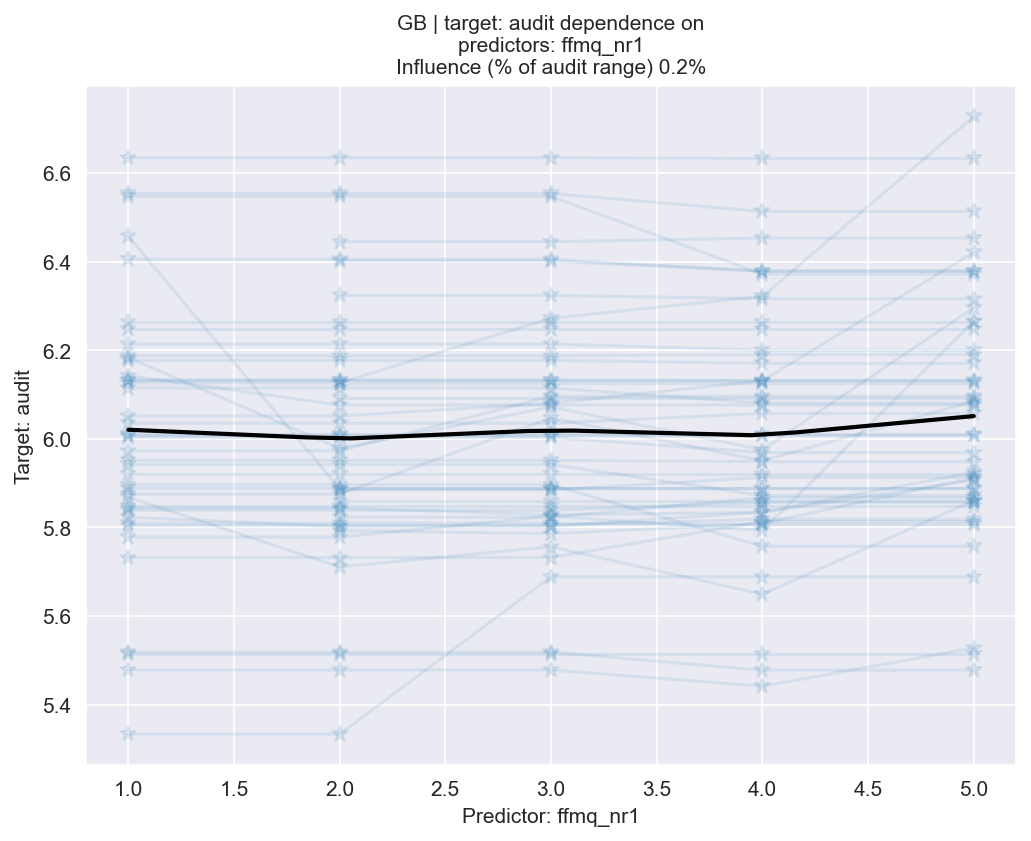 GB | target: audit dependence on
predictors: ffmq_nr1
Influence (% of audit range) 0.2%
Target: audit
6.6
6.4
6.2
6.0
5.8
5.6
5.4
1.0 1.5 2.0 2.5 3.0 3.5 4.0 4.5 5.0
Predictor: ffmq_nr1